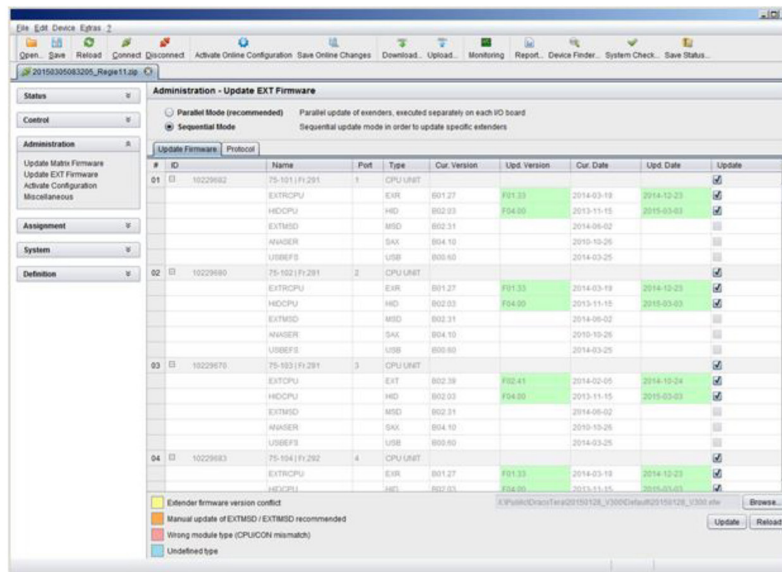 File Edit Device Extras ?
Open... Save Reload Connect Disconnect Activate Online Configuration Save Online Changes Download... Upload... Monitoring Report... Device Finder... System Check... Save Status...
20150305083205_Regie11.zip
Status
Control
Administration
Update Matrix Firmware
Update EXT Firmware
Activate Configuration
Miscellaneous
Assignment
System
Definition
Administration - Update EXT Firmware
Parallel Mode (recommended) Parallel update of exenders, executed separately on each I/O board
Sequential Mode Sequential update mode in order to update specific extenders
Update Firmware Protocol
# ID Name Port Type Cur. Version Upd. Version Cur. Date Upd. Date Update
01 10229682 75-101 | Fr.291 1 CPU UNIT
EXTRCPU EXR B01.27 F01.33 2014-03-19 2014-12-23
HIDCPU HID B02.03 F04.00 2013-11-15 2015-03-03
EXTMSD MSD B02.31 2014-06-02
ANASER SAX B04.10 2010-10-26
USBEFS USB B00.60 2014-03-25
02 10229680 75-102 | Fr.291 2 CPU UNIT
EXTRCPU EXR B01.27 F01.33 2014-03-19 2014-12-23
HIDCPU HID B02.03 F04.00 2013-11-15 2015-03-03
EXTMSD MSD B02.31 2014-06-02
ANASER SAX B04.10 2010-10-26
USBEFS USB B00.60 2014-03-25
03 10229670 75-103 | Fr.291 3 CPU UNIT
EXTCPU EXT B02.39 F02.41 2014-02-05 2014-10-24
HIDCPU HID B02.03 F04.00 2013-11-15 2015-03-03
EXTMSD MSD B02.31 2014-06-02
ANASER SAX B04.10 2010-10-26
USBEFS USB B00.60 2014-03-25
04 10229683 75-104 | Fr.292 4 CPU UNIT
EXTRCPU EXR B01.27 F01.33 2014-03-19 2014-12-23
HIDCPU HID B02.03 F04.00 2013-11-15 2015-03-03
Extender firmware version conflict Browse...
Manual update of EXTMSD / EXTIMSD recommended Update Reload
Wrong module type (CPU/CON mismatch)
Undefined type